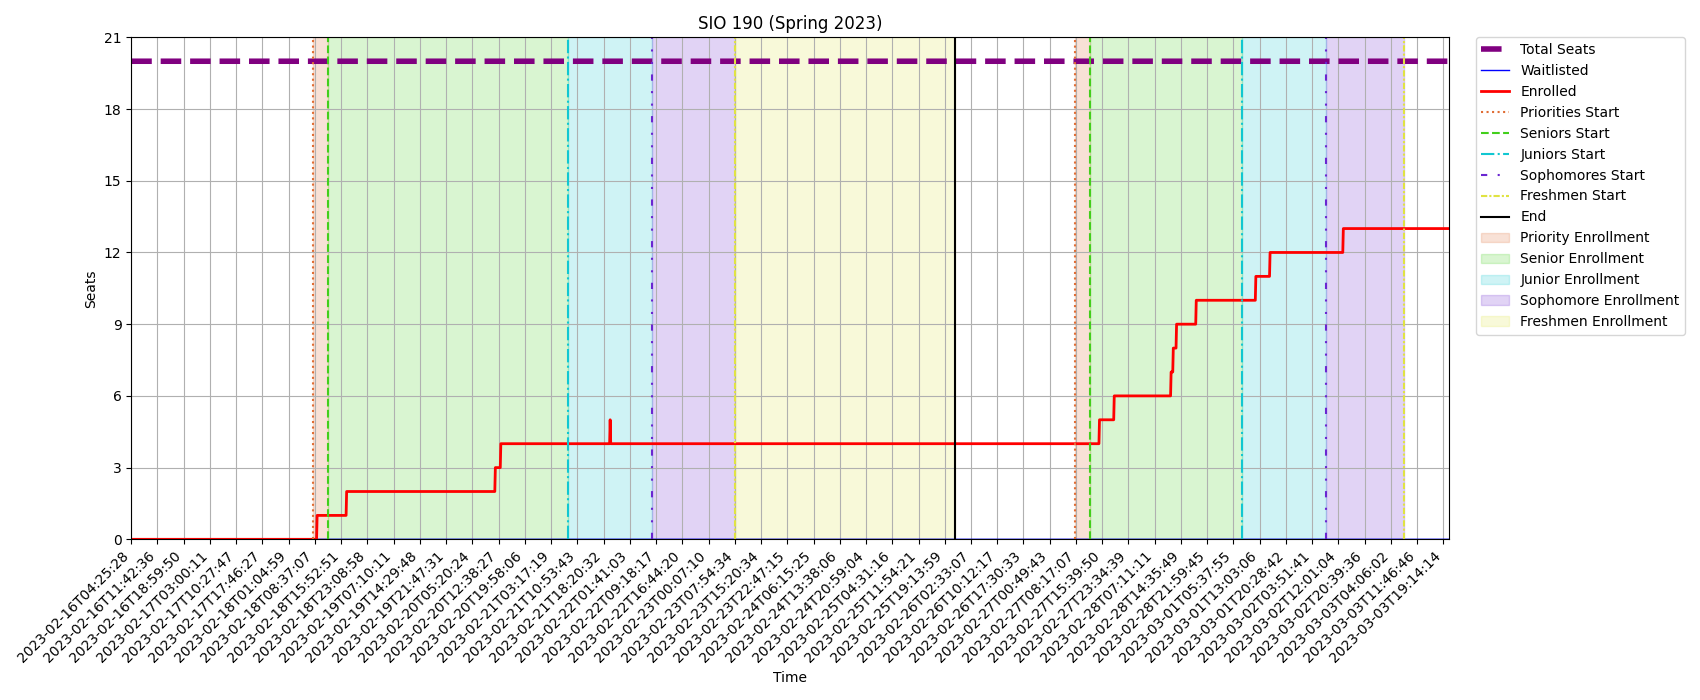 SIO 190 (Spring 2023)
Seats
21
18
15
12
9
6
3
0
2023-02-16T04:25:28
2023-02-16T11:42:36
2023-02-16T18:59:50
2023-02-17T03:00:11
2023-02-17T10:27:47
2023-02-17T17:46:27
2023-02-18T01:04:59
2023-02-18T08:37:07
2023-02-18T15:52:51
2023-02-18T23:08:58
2023-02-19T07:10:11
2023-02-19T14:29:48
2023-02-19T21:47:31
2023-02-20T05:20:24
2023-02-20T12:38:27
2023-02-20T19:58:06
2023-02-21T03:17:19
2023-02-21T10:53:43
2023-02-21T18:20:32
2023-02-22T01:41:03
2023-02-22T09:18:17
2023-02-22T16:44:20
2023-02-23T00:07:10
2023-02-23T07:54:34
2023-02-23T15:20:34
2023-02-23T22:47:15
2023-02-24T06:15:25
2023-02-24T13:38:06
2023-02-24T20:59:04
2023-02-25T04:31:16
2023-02-25T11:54:21
2023-02-25T19:13:59
2023-02-26T02:33:07
2023-02-26T10:12:17
2023-02-26T17:30:33
2023-02-27T00:49:43
2023-02-27T08:17:07
2023-02-27T15:39:50
2023-02-27T23:34:39
2023-02-28T07:11:11
2023-02-28T14:35:49
2023-02-28T21:59:45
2023-03-01T05:37:55
2023-03-01T13:03:06
2023-03-01T20:28:42
2023-03-02T03:51:41
2023-03-02T12:01:04
2023-03-02T20:39:36
2023-03-03T04:06:02
2023-03-03T11:46:46
2023-03-03T19:14:14
Time
Total Seats
Waitlisted
Enrolled
Priorities Start
Seniors Start
Juniors Start
Sophomores Start
Freshmen Start
End
Priority Enrollment
Senior Enrollment
Junior Enrollment
Sophomore Enrollment
Freshmen Enrollment